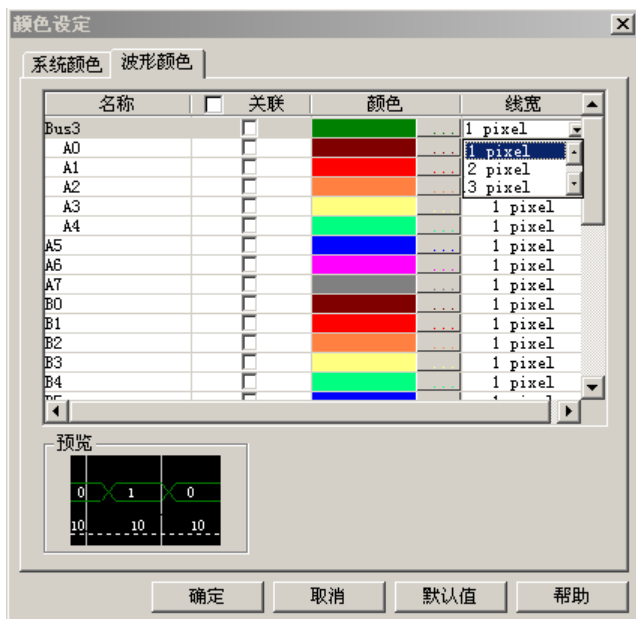 颜色设定
系统颜色 波形颜色
名称 关联 颜色 线宽
Bus3 ... 1 pixel
A0 ... 1 pixel
A1 ... 2 pixel
A2 ... 3 pixel
A3 ... 1 pixel
A4 ... 1 pixel
A5 ... 1 pixel
A6 ... 1 pixel
A7 ... 1 pixel
B0 ... 1 pixel
B1 ... 1 pixel
B2 ... 1 pixel
B3 ... 1 pixel
B4 ... 1 pixel
预览
0 1 0
10 10 10
确定 取消 默认值 帮助